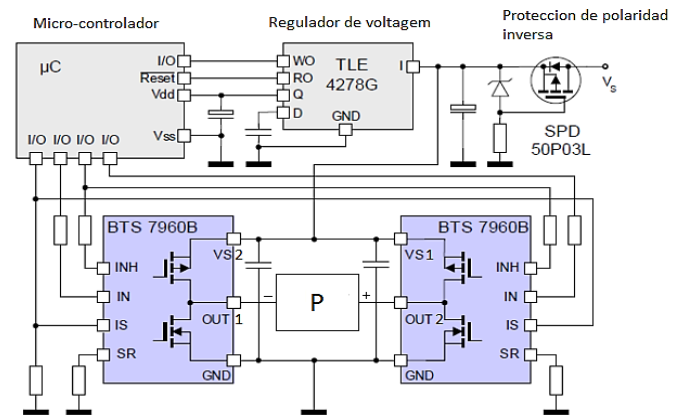 Micro-controlador
Regulador de voltagem
Proteccion de polaridad
inversa
µC
I/O
Reset
Vdd
Vss
I/O I/O I/O I/O
WO
RO
Q
D
TLE
4278G
I
GND
Vs
SPD
50P03L
BTS 7960B
VS2
INH
IN
IS
SR
OUT 1
GND
− P +
BTS 7960B
VS1
INH
IN
IS
SR
OUT 2
GND